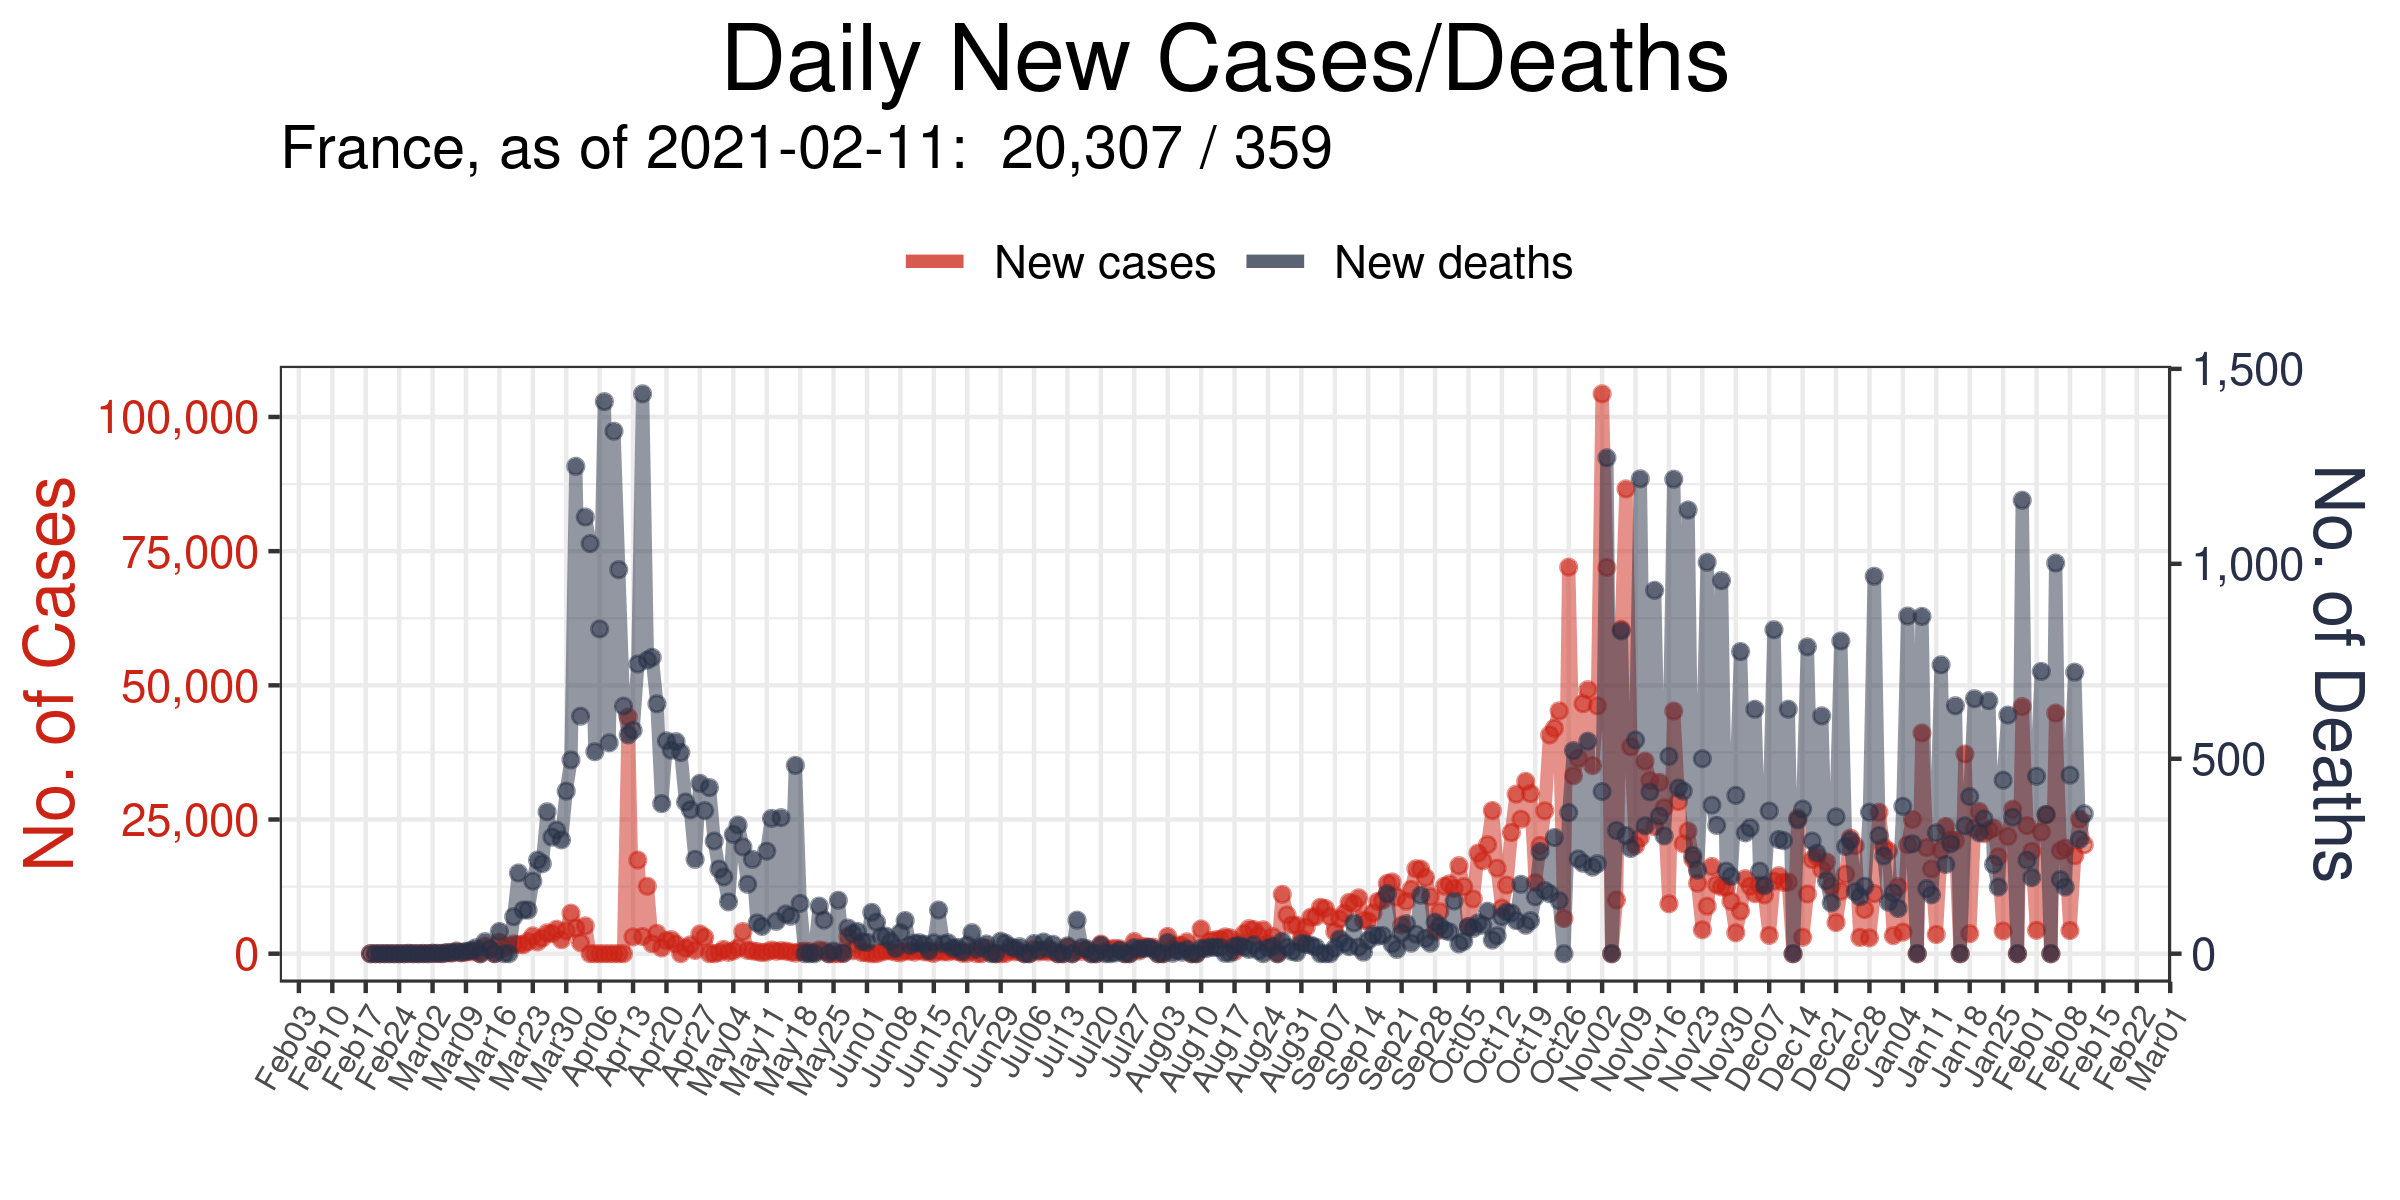 Daily New Cases/Deaths
France, as of 2021-02-11:  20,307 / 359
New cases
New deaths
No. of Cases
100,000
75,000
50,000
25,000
0
1,500
1,000
500
0
No. of Deaths
Feb03
Feb10
Feb17
Feb24
Mar02
Mar09
Mar16
Mar23
Mar30
Apr06
Apr13
Apr20
Apr27
May04
May11
May18
May25
Jun01
Jun08
Jun15
Jun22
Jun29
Jul06
Jul13
Jul20
Jul27
Aug03
Aug10
Aug17
Aug24
Aug31
Sep07
Sep14
Sep21
Sep28
Oct05
Oct12
Oct19
Oct26
Nov02
Nov09
Nov16
Nov23
Nov30
Dec07
Dec14
Dec21
Dec28
Jan04
Jan11
Jan18
Jan25
Feb01
Feb08
Feb15
Feb22
Mar01